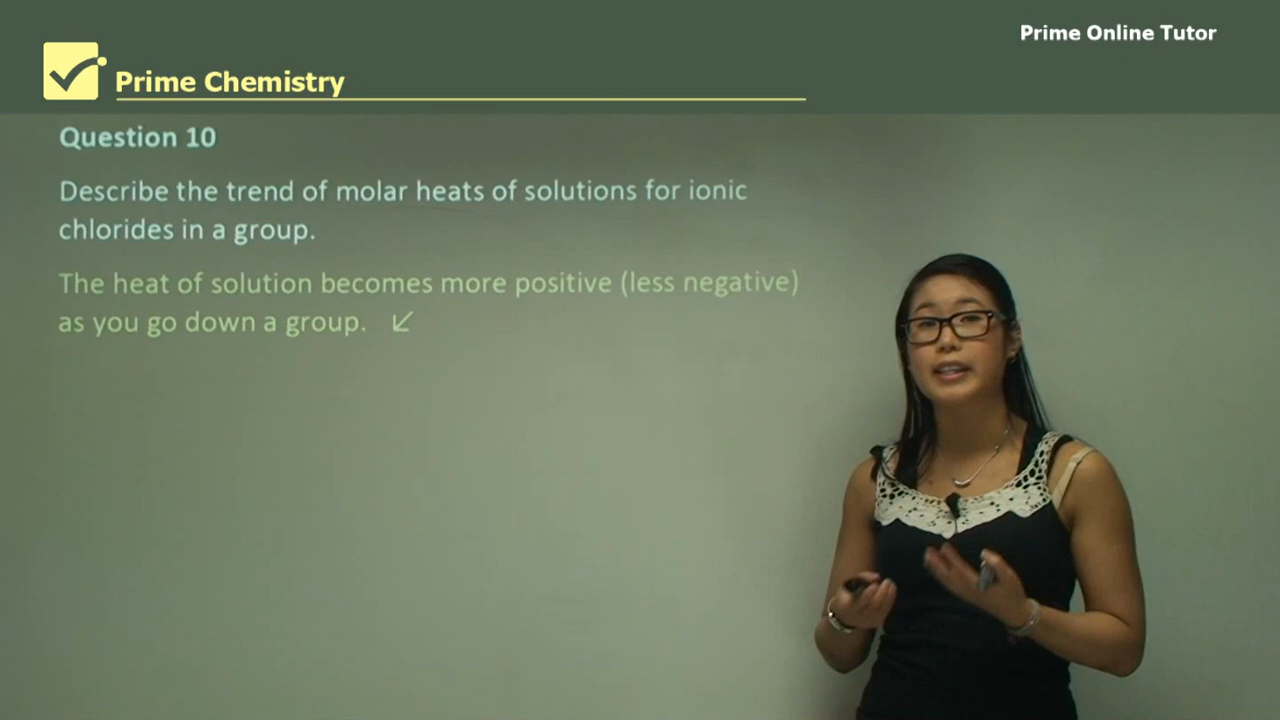 Prime Online Tutor
Prime Chemistry
Question 10
Describe the trend of molar heats of solutions for ionic
chlorides in a group.
The heat of solution becomes more positive (less negative)
as you go down a group. ↙